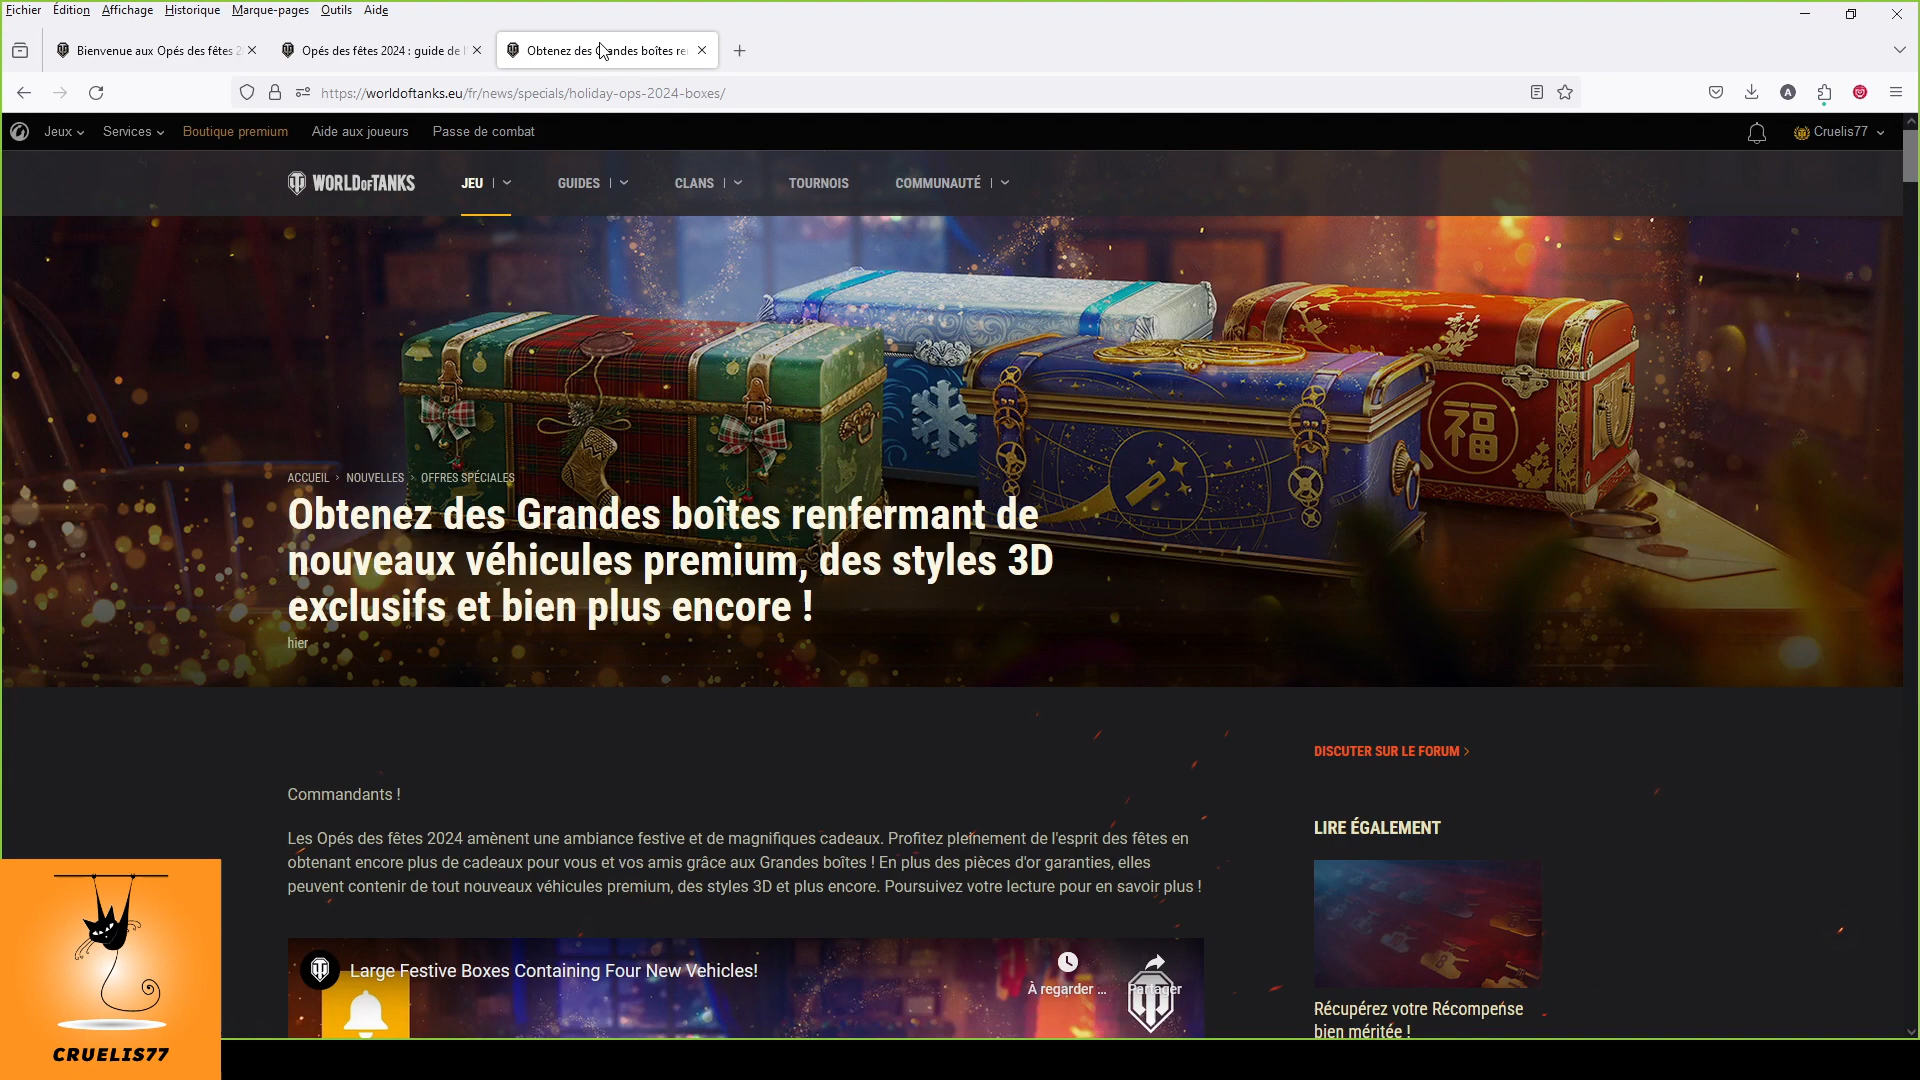 Fichier Édition Affichage Historique Marque-pages Outils Aide
Bienvenue aux Opés des fêtes
Opés des fêtes 2024 : guide de
Obtenez des Grandes boîtes
https://worldoftanks.eu/fr/news/specials/holiday-ops-2024-boxes/
A
Jeux Services Boutique premium Aide aux joueurs Passe de combat Cruelis77
WORLD OF TANKS JEU GUIDES CLANS TOURNOIS COMMUNAUTÉ
福
ACCUEIL > NOUVELLES > OFFRES SPÉCIALES
Obtenez des Grandes boîtes renfermant de
nouveaux véhicules premium, des styles 3D
exclusifs et bien plus encore !
hier
DISCUTER SUR LE FORUM >
Commandants !
Les Opés des fêtes 2024 amènent une ambiance festive et de magnifiques cadeaux. Profitez pleinement de l'esprit des fêtes en
obtenant encore plus de cadeaux pour vous et vos amis grâce aux Grandes boîtes ! En plus des pièces d'or garanties, elles
peuvent contenir de tout nouveaux véhicules premium, des styles 3D et plus encore. Poursuivez votre lecture pour en savoir plus !
LIRE ÉGALEMENT
Large Festive Boxes Containing Four New Vehicles!
À regarder ...
Partager
Récupérez votre Récompense
bien méritée !
CRUELIS77